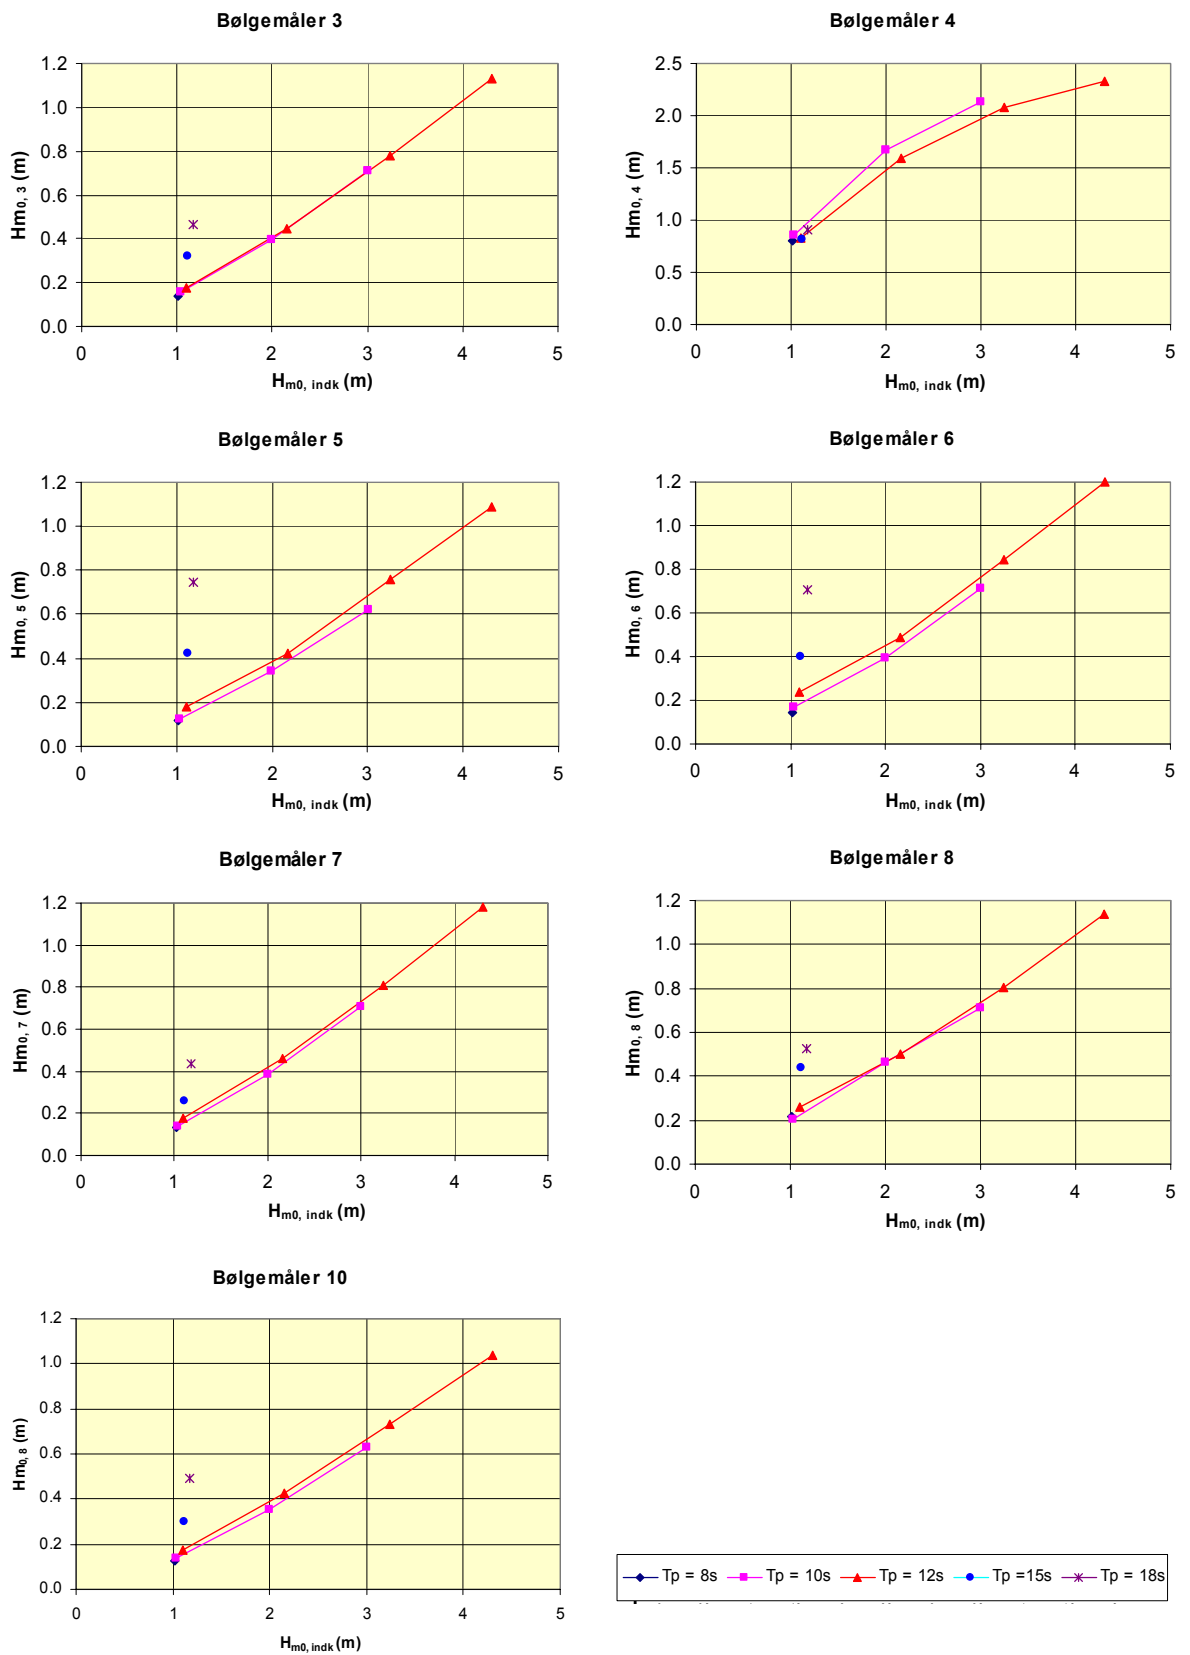 Bølgemåler 3
1.2
1.0
0.8
0.6
0.4
0.2
0.0
0 1 2 3 4 5
Hm0, 3 (m)
Hm0, indk (m)
Bølgemåler 4
2.5
2.0
1.5
1.0
0.5
0.0
0 1 2 3 4 5
Hm0, 4 (m)
Hm0, indk (m)
Bølgemåler 5
1.2
1.0
0.8
0.6
0.4
0.2
0.0
0 1 2 3 4 5
Hm0, 5 (m)
Hm0, indk (m)
Bølgemåler 6
1.2
1.0
0.8
0.6
0.4
0.2
0.0
0 1 2 3 4 5
Hm0, 6 (m)
Hm0, indk (m)
Bølgemåler 7
1.2
1.0
0.8
0.6
0.4
0.2
0.0
0 1 2 3 4 5
Hm0, 7 (m)
Hm0, indk (m)
Bølgemåler 8
1.2
1.0
0.8
0.6
0.4
0.2
0.0
0 1 2 3 4 5
Hm0, 8 (m)
Hm0, indk (m)
Bølgemåler 10
1.2
1.0
0.8
0.6
0.4
0.2
0.0
0 1 2 3 4 5
Hm0, 8 (m)
Hm0, indk (m)
Tp = 8s Tp = 10s Tp = 12s Tp =15s Tp = 18s